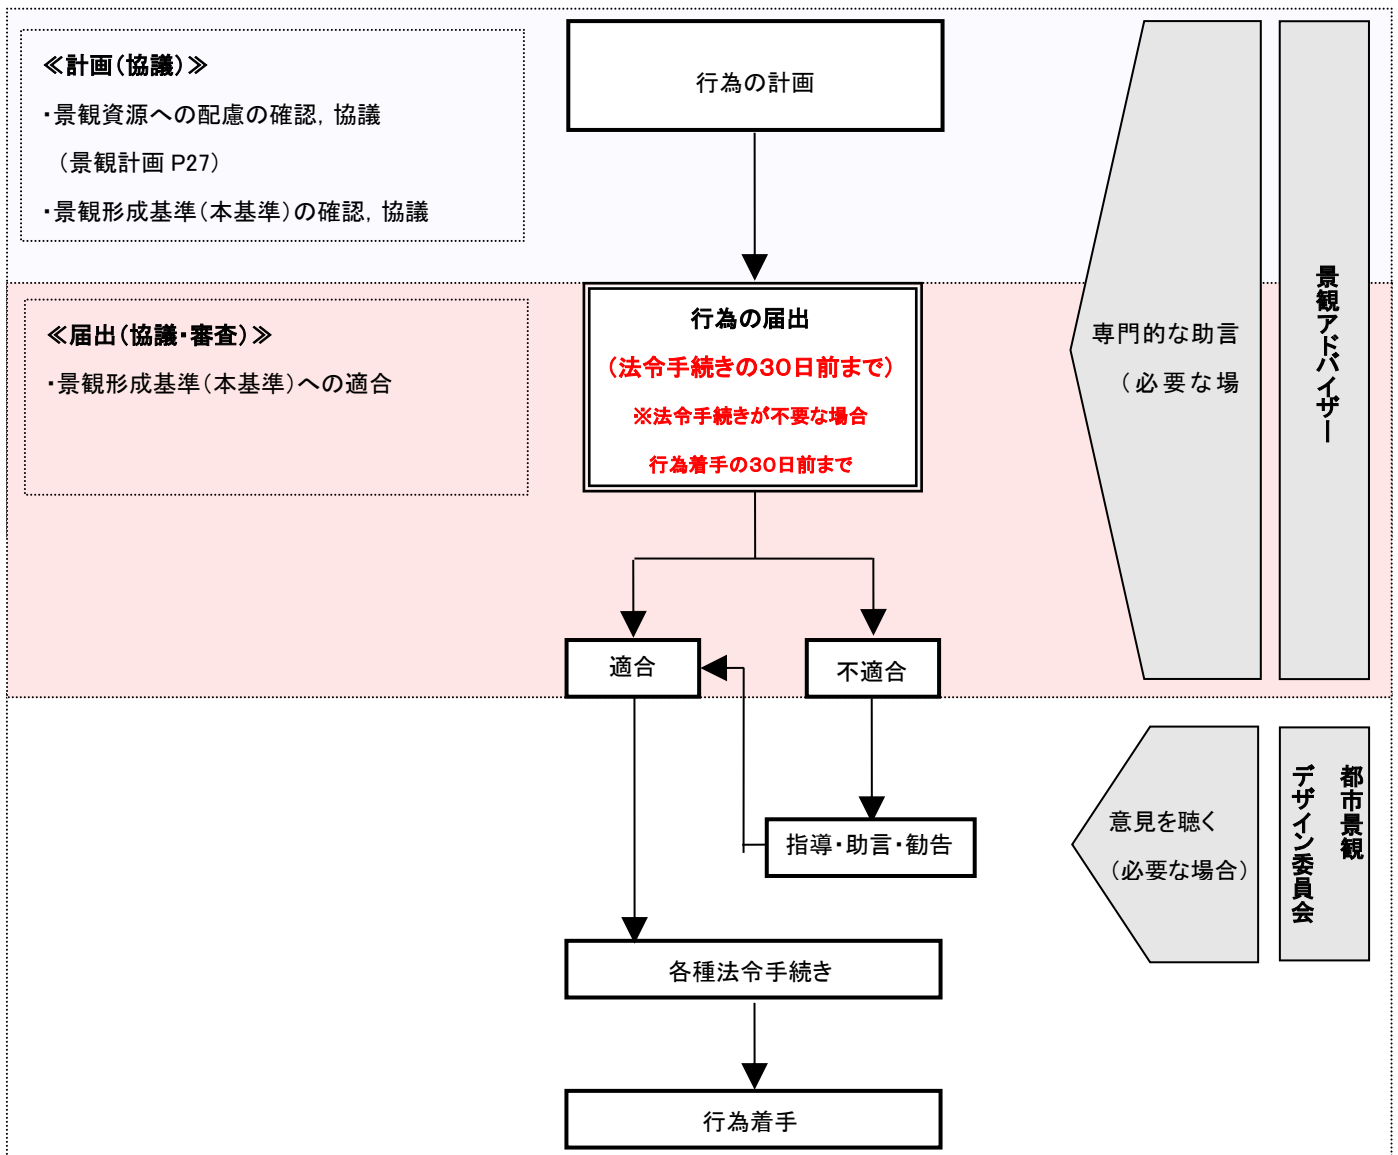 ≪計画（協議）≫
・景観資源への配慮の確認，協議
（景観計画 P27）
・景観形成基準（本基準）の確認，協議
行為の計画
≪届出（協議・審査）≫
・景観形成基準（本基準）への適合
行為の届出
（法令手続きの３０日前まで）
※法令手続きが不要な場合
行為着手の３０日前まで
専門的な助言
（必要な場
景観アドバイザー
適合
不適合
指導・助言・勧告
意見を聴く
（必要な場合）
都市景観
デザイン委員会
各種法令手続き
行為着手